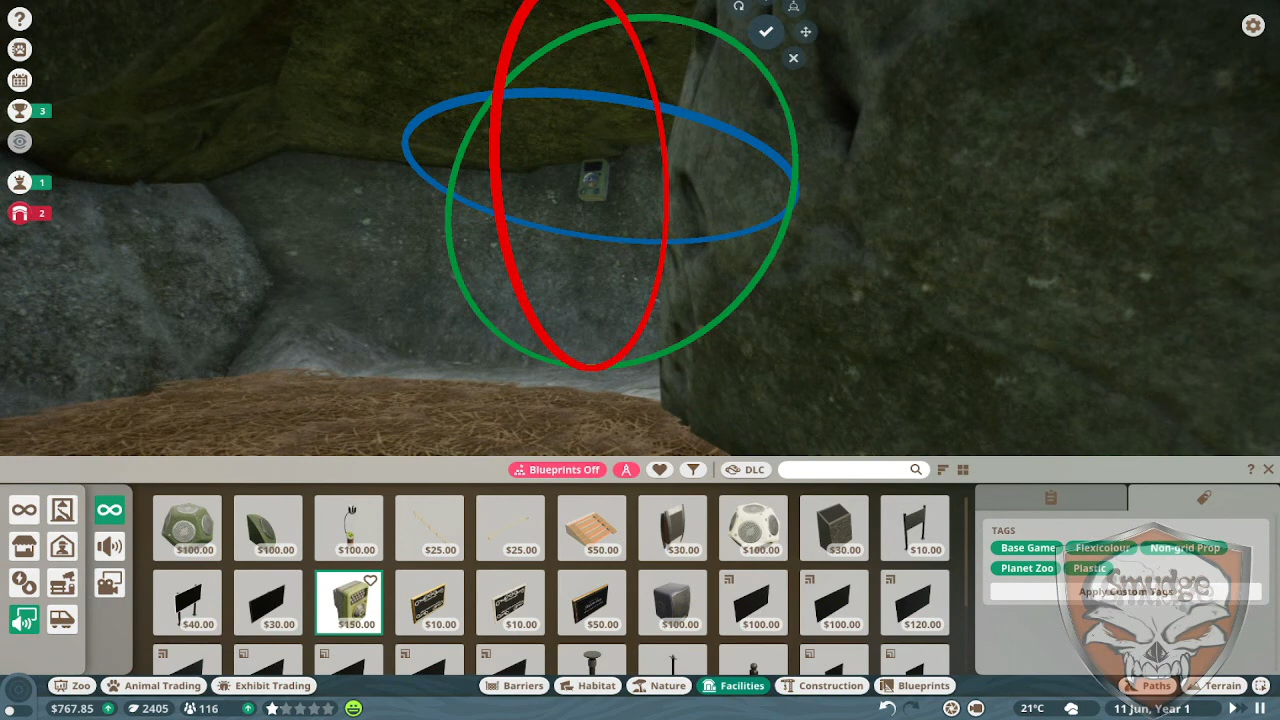 ?
3
1
2
Blueprints Off
DLC
?
$100.00 $100.00 $100.00 $25.00 $25.00 $50.00 $30.00 $100.00 $30.00 $10.00
$40.00 $30.00 $150.00 $10.00 $10.00 $50.00 $100.00 $100.00 $100.00 $120.00
TAGS
Base Game Flexicolour Non-grid Prop
Planet Zoo Plastic
Apply Custom Tags
Smudge
Zoo Animal Trading Exhibit Trading Barriers Habitat Nature Facilities Construction Blueprints Paths Terrain
$767.85 2405 116 21°C 11 Jun, Year 1